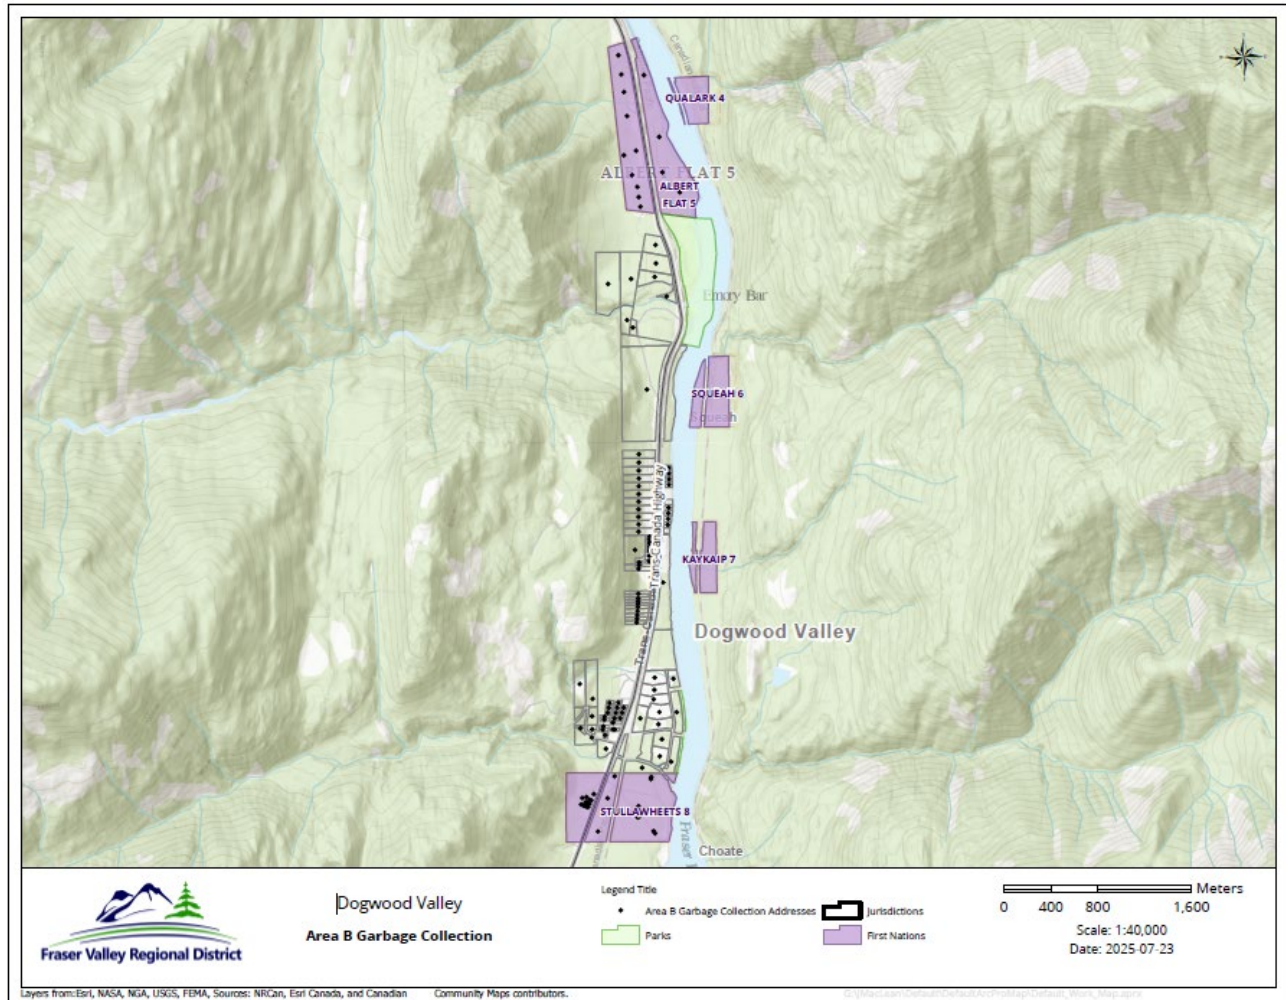 Canadian
QUALARK 4
ALBERT FLAT 5
ALBERT
FLAT 5
Emory Bar
SQUEAH 6
Squeah
Trans-Canada Highway
KAYKAIP 7
Dogwood Valley
STULLAWHEETS 8
Fraser
Choate
Fraser Valley Regional District
Dogwood Valley
Area B Garbage Collection
Legend Title
Area B Garbage Collection Addresses
Jurisdictions
Parks
First Nations
Meters
0 400 800 1,600
Scale: 1:40,000
Date: 2025-07-23
Layers from:Esri, NASA, NGA, USGS, FEMA, Sources: NRCan, Esri Canada, and Canadian Community Maps contributors.